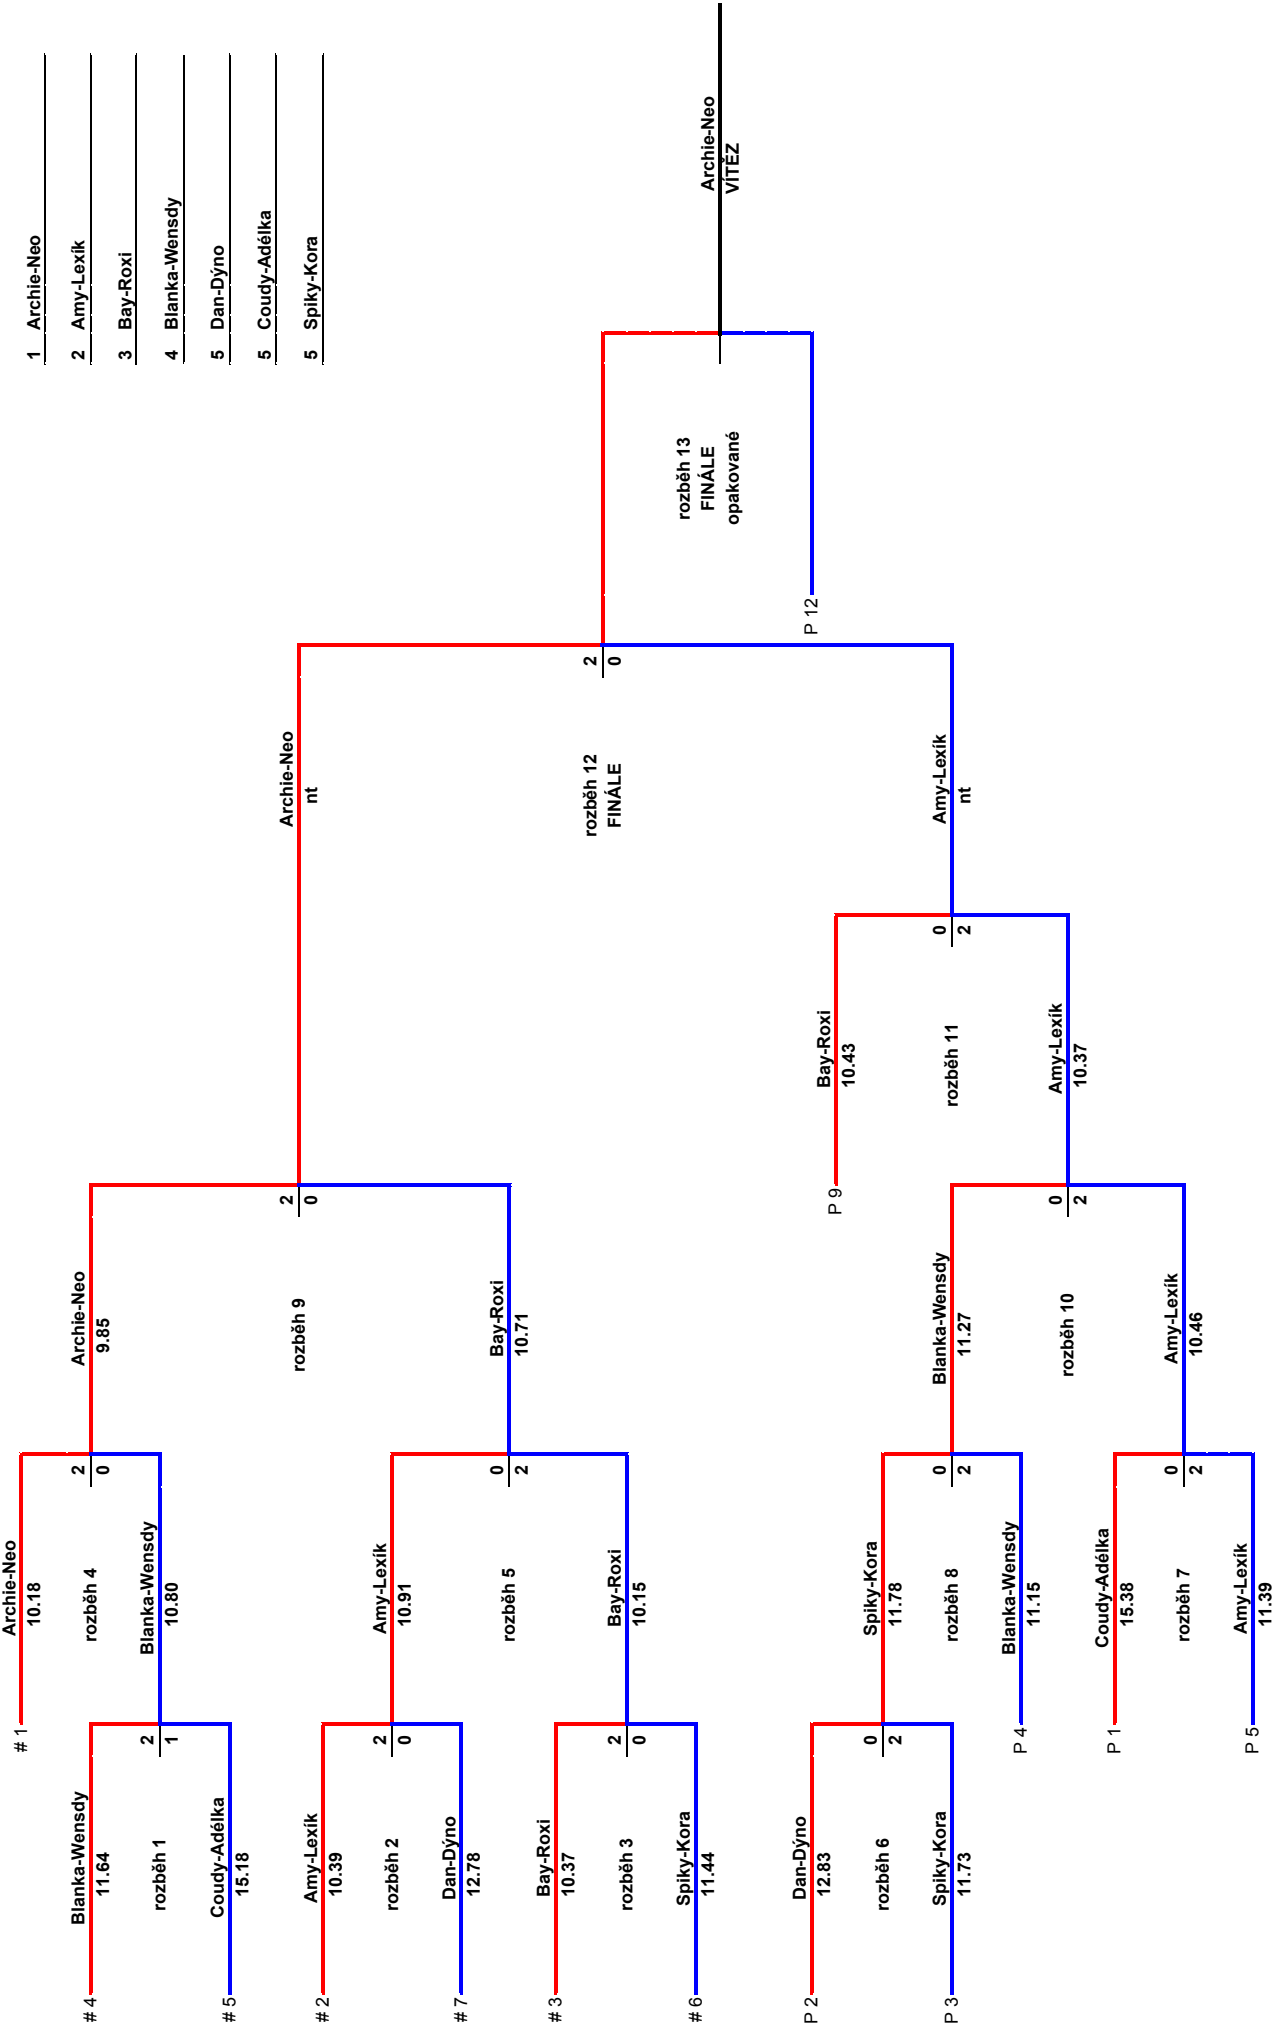 1 Archie-Neo
2 Amy-Lexík
3 Bay-Roxi
4 Blanka-Wensdy
5 Dan-Dýno
5 Coudy-Adélka
5 Spiky-Kora
# 4
Blanka-Wensdy
11.64
rozběh 1
2
1
Coudy-Adélka
15.18
# 5
# 2
Amy-Lexík
10.39
rozběh 2
2
0
Dan-Dýno
12.78
# 7
# 3
Bay-Roxi
10.37
rozběh 3
2
0
Spiky-Kora
11.44
# 6
P 2
Dan-Dýno
12.83
rozběh 6
0
2
Spiky-Kora
11.73
P 3
# 1
Archie-Neo
10.18
rozběh 4
2
0
Blanka-Wensdy
10.80
Amy-Lexík
10.91
rozběh 5
0
2
Bay-Roxi
10.15
Spiky-Kora
11.78
rozběh 8
0
2
Blanka-Wensdy
11.15
P 4
P 1
Coudy-Adélka
15.38
rozběh 7
0
2
Amy-Lexík
11.39
P 5
Archie-Neo
9.85
rozběh 9
2
0
Bay-Roxi
10.71
Blanka-Wensdy
11.27
rozběh 10
0
2
Amy-Lexík
10.46
P 9
Bay-Roxi
10.43
rozběh 11
0
2
Amy-Lexík
10.37
Archie-Neo
nt
rozběh 12
FINÁLE
2
0
Amy-Lexík
nt
rozběh 13
FINÁLE
opakované
P 12
Archie-Neo
VÍTĚZ